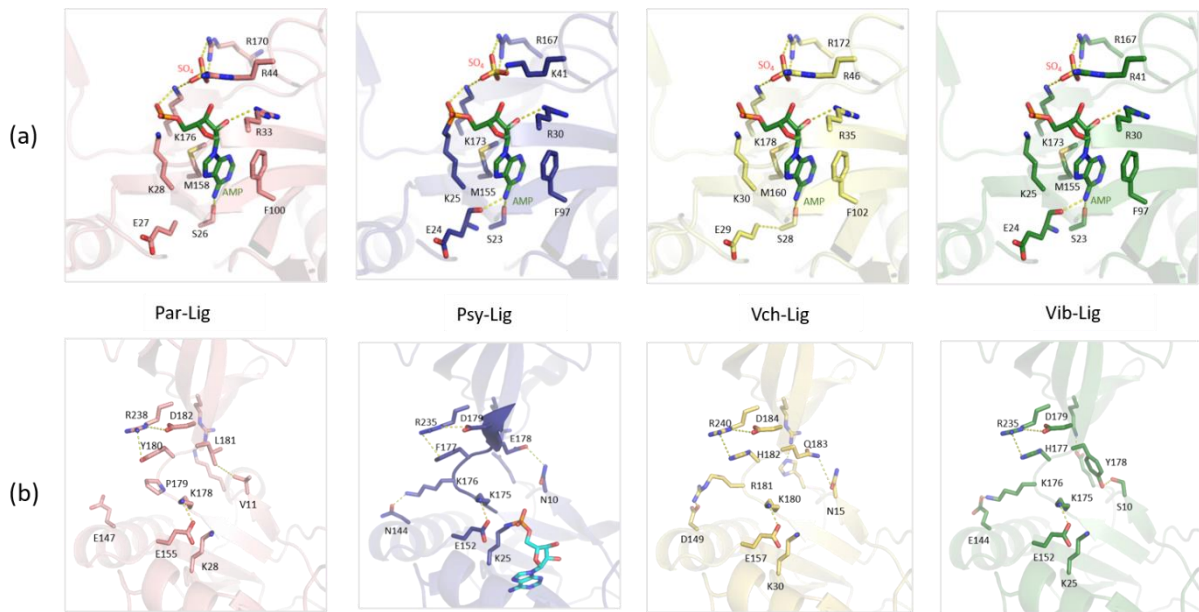 (a)
R170
R44
SO4
K176
R33
K28
M158
AMP
F100
E27
S26
R167
K41
SO4
R30
K173
K25
M155
AMP
F97
E24
S23
R172
R46
SO4
R35
K178
K30
M160
AMP
F102
E29
S28
R167
R41
SO4
R30
K173
K25
M155
AMP
F97
E24
S23
Par-Lig
Psy-Lig
Vch-Lig
Vib-Lig
(b)
R238
D182
Y180
L181
P179
K178
V11
E147
E155
K28
R235
D179
E178
F177
K176
K175
N10
N144
E152
K25
R240
D184
Q183
H182
R181
K180
N15
D149
E157
K30
R235
D179
H177
Y178
K176
K175
S10
E144
E152
K25